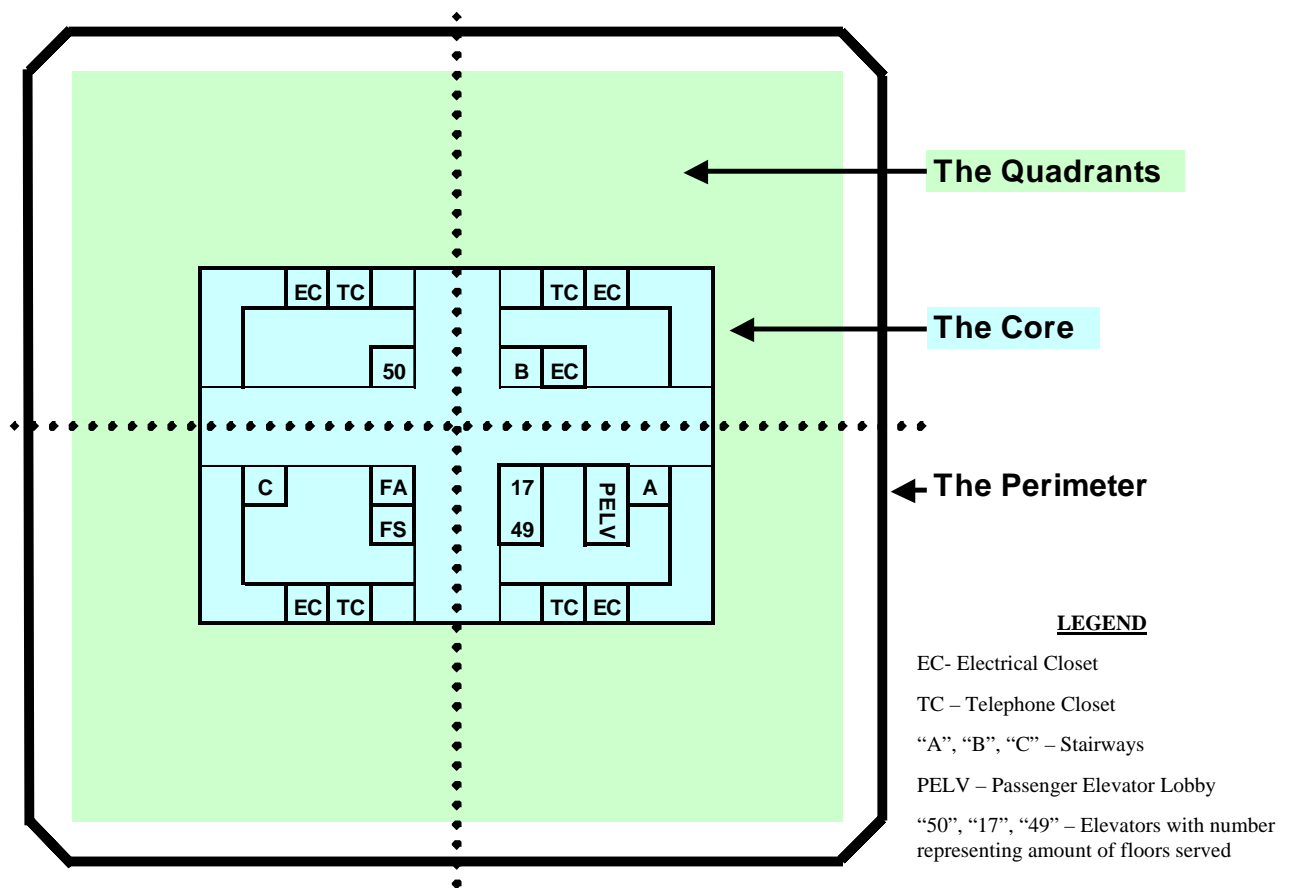 The Quadrants
EC TC TC EC
The Core
50 B EC
C FA 17 PELV A
The Perimeter
FS 49
EC TC TC EC
LEGEND
EC- Electrical Closet
TC – Telephone Closet
“A”, “B”, “C” – Stairways
PELV – Passenger Elevator Lobby
“50”, “17”, “49” – Elevators with number
representing amount of floors served